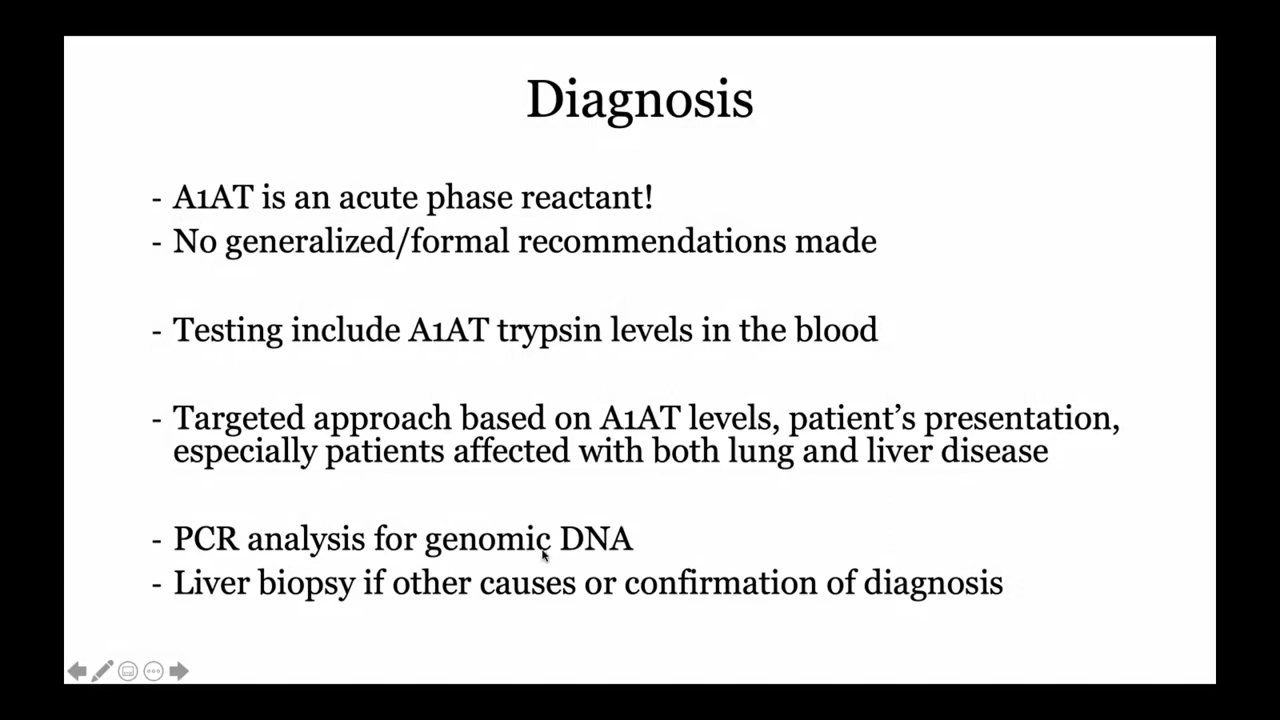 Diagnosis
- A1AT is an acute phase reactant!
- No generalized/formal recommendations made
- Testing include A1AT trypsin levels in the blood
- Targeted approach based on A1AT levels, patient’s presentation,
especially patients affected with both lung and liver disease
- PCR analysis for genomic DNA
- Liver biopsy if other causes or confirmation of diagnosis